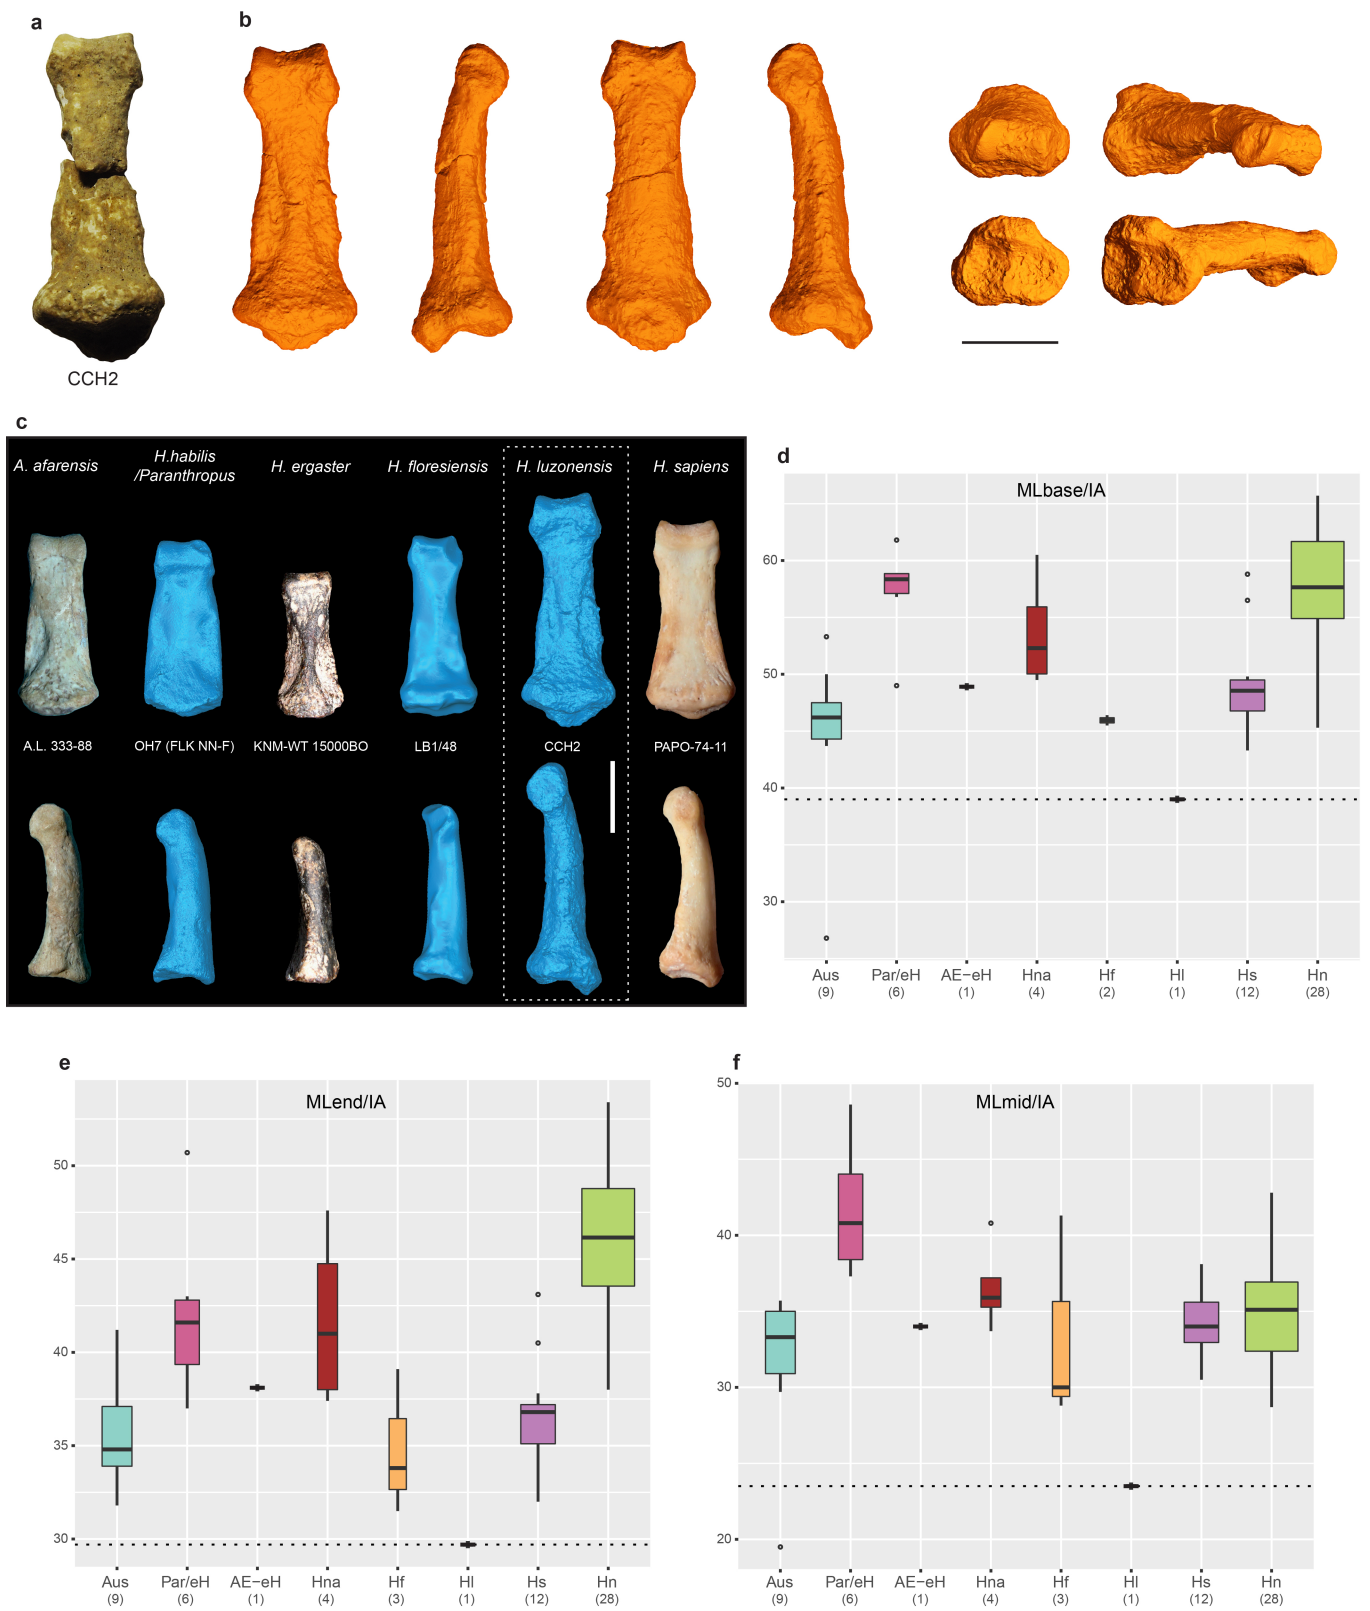 a
b
CCH2
c
A. afarensis
H.habilis
/Paranthropus
H. ergaster
H. floresiensis
H. luzonensis
H. sapiens
A.L. 333-88
OH7 (FLK NN-F)
KNM-WT 15000BO
LB1/48
CCH2
PAPO-74-11
d
MLbase/IA
60
50
40
30
Aus Par/eH AE−eH Hna Hf Hl Hs Hn
(9) (6) (1) (4) (2) (1) (12) (28)
e
MLend/IA
50
45
40
35
30
Aus Par/eH AE−eH Hna Hf Hl Hs Hn
(9) (6) (1) (4) (3) (1) (12) (28)
f
MLmid/IA
50
40
30
20
Aus Par/eH AE−eH Hna Hf Hl Hs Hn
(9) (6) (1) (4) (3) (1) (12) (28)